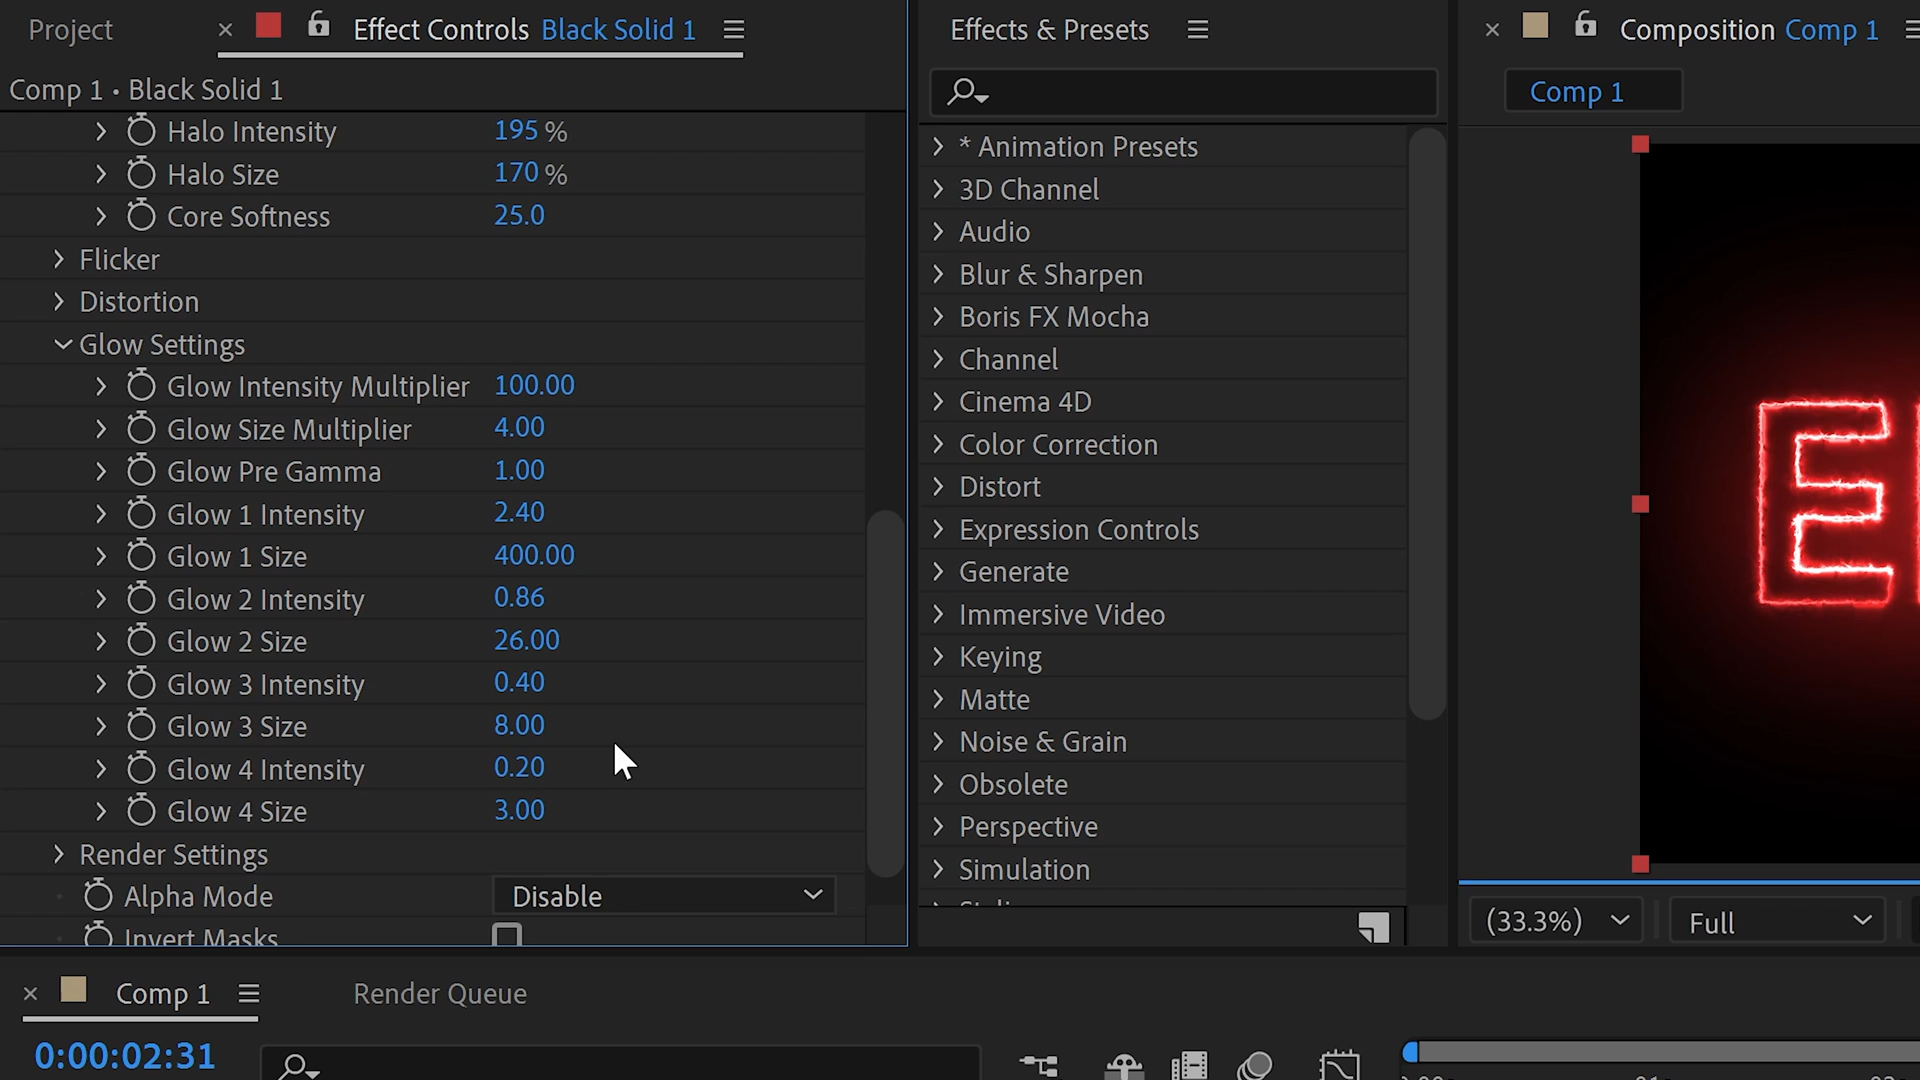 Project
× Effect Controls Black Solid 1
Comp 1 • Black Solid 1
Halo Intensity 195 %
Halo Size 170 %
Core Softness 25.0
Flicker
Distortion
Glow Settings
Glow Intensity Multiplier 100.00
Glow Size Multiplier 4.00
Glow Pre Gamma 1.00
Glow 1 Intensity 2.40
Glow 1 Size 400.00
Glow 2 Intensity 0.86
Glow 2 Size 26.00
Glow 3 Intensity 0.40
Glow 3 Size 8.00
Glow 4 Intensity 0.20
Glow 4 Size 3.00
Render Settings
Alpha Mode Disable
Invert Masks
Effects & Presets
* Animation Presets
3D Channel
Audio
Blur & Sharpen
Boris FX Mocha
Channel
Cinema 4D
Color Correction
Distort
Expression Controls
Generate
Immersive Video
Keying
Matte
Noise & Grain
Obsolete
Perspective
Simulation
× Composition Comp 1
Comp 1
E
(33.3%) Full
× Comp 1
Render Queue
0:00:02:31